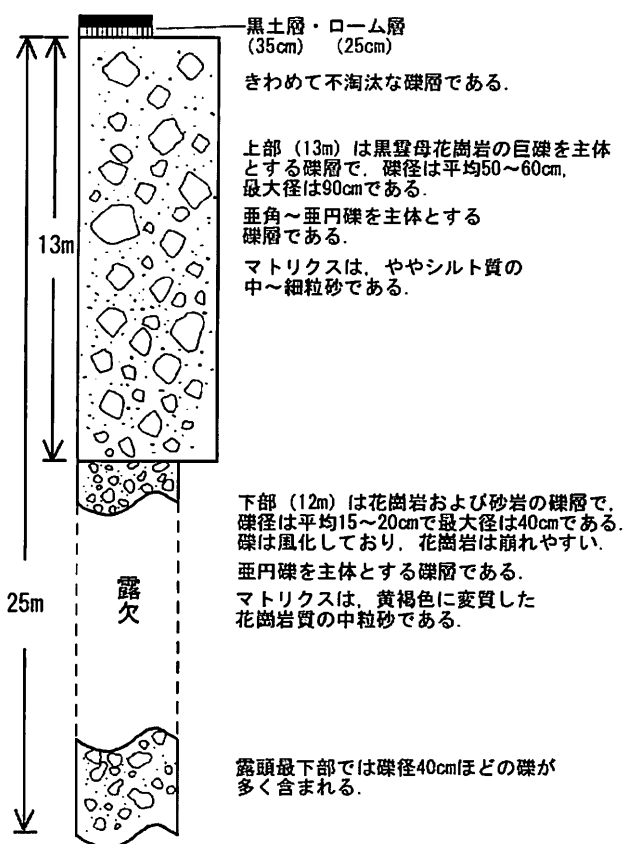 黒土層・ローム層
(35cm) (25cm)
きわめて不淘汰な礫層である.
上部 (13m) は黒雲母花崗岩の巨礫を主体
とする礫層で, 礫径は平均50～60cm,
最大径は90cmである.
亜角～亜円礫を主体とする
礫層である.
13m
マトリクスは, ややシルト質の
中～細粒砂である.
下部 (12m) は花崗岩および砂岩の礫層で,
礫径は平均15～20cmで最大径は40cmである.
礫は風化しており, 花崗岩は崩れやすい.
亜円礫を主体とする礫層である.
マトリクスは, 黄褐色に変質した
花崗岩質の中粒砂である.
25m
露欠
露頭最下部では礫径40cmほどの礫が
多く含まれる.